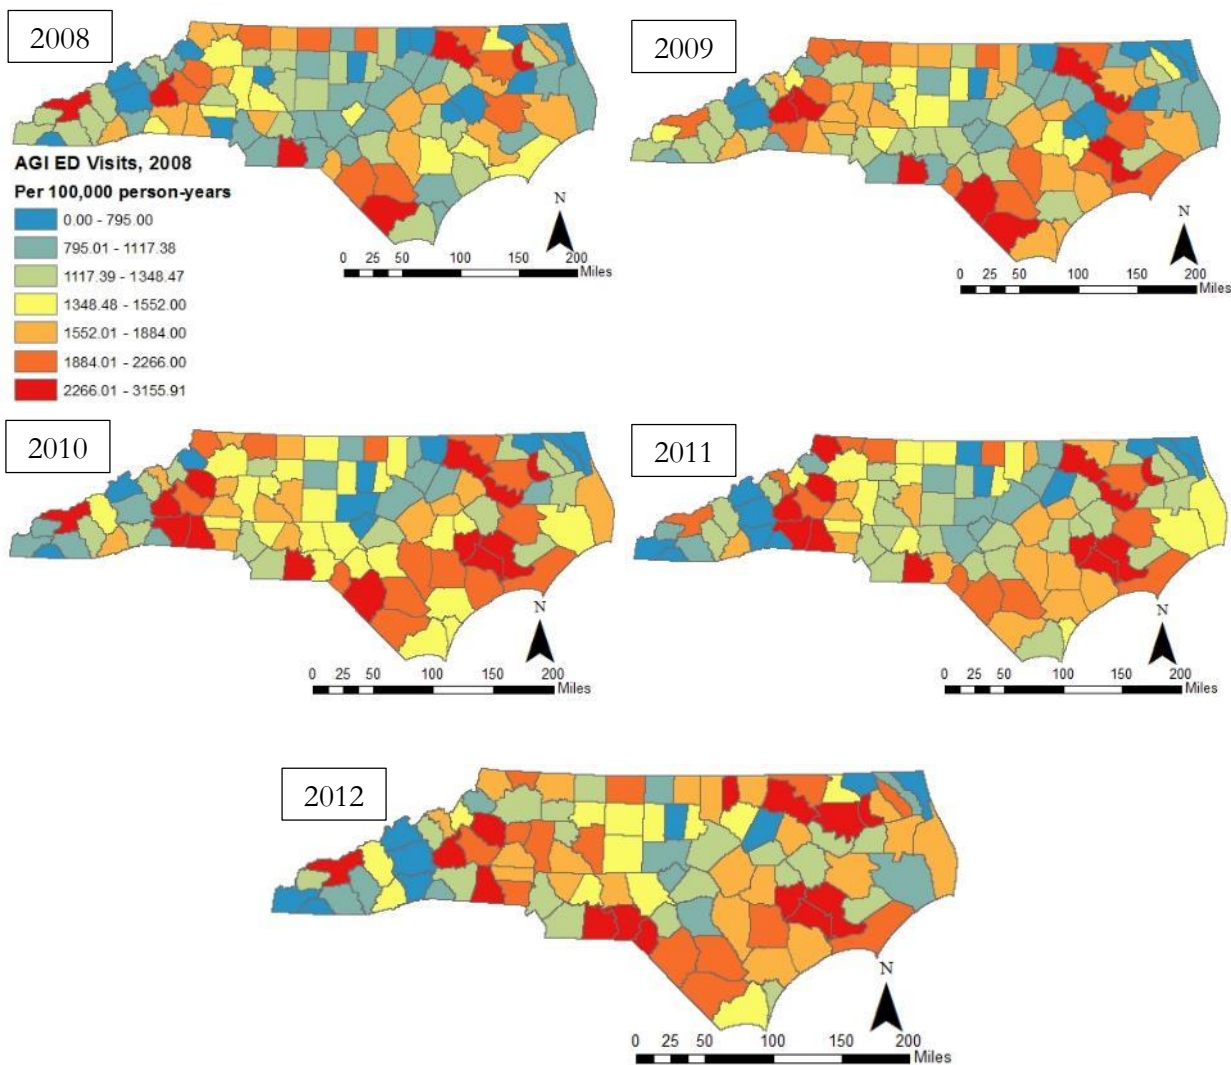 2008
2009
AGI ED Visits, 2008
Per 100,000 person-years
0.00 - 795.00
795.01 - 1117.38
1117.39 - 1348.47
1348.48 - 1552.00
1552.01 - 1884.00
1884.01 - 2266.00
2266.01 - 3155.91
N
0 25 50 100 150 200
Miles
N
0 25 50 100 150 200
Miles
2010
2011
N
0 25 50 100 150 200
Miles
N
0 25 50 100 150 200
Miles
2012
N
0 25 50 100 150 200
Miles